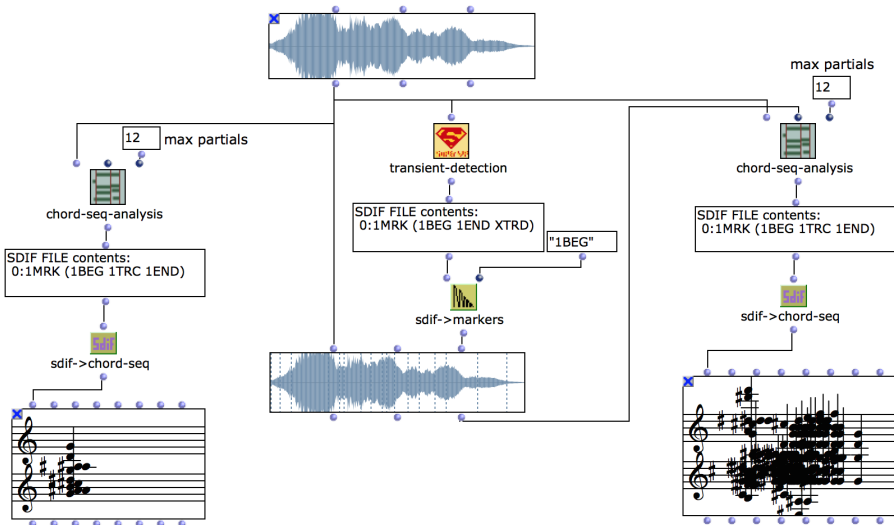 max partials
12
12
max partials
transient-detection
chord-seq-analysis
chord-seq-analysis
SDIF FILE contents:
0:1MRK (1BEG 1END XTRD)
"1BEG"
SDIF FILE contents:
0:1MRK (1BEG 1TRC 1END)
SDIF FILE contents:
0:1MRK (1BEG 1TRC 1END)
sdif->markers
Sdif
sdif->chord-seq
Sdif
sdif->chord-seq